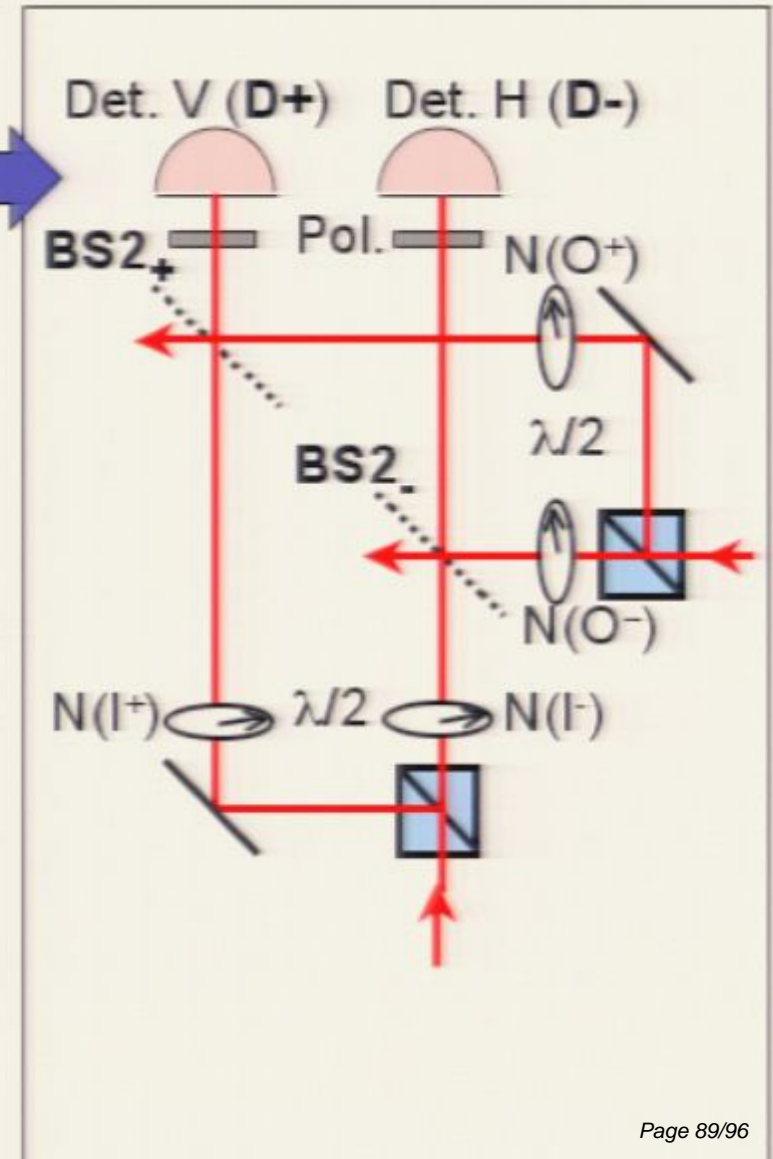 Det. V (D+) Det. H (D-)
BS2+ Pol. N(O⁺)
λ/2
BS2-
N(O⁻)
N(I⁺) λ/2 N(I⁻)
Page 89/96